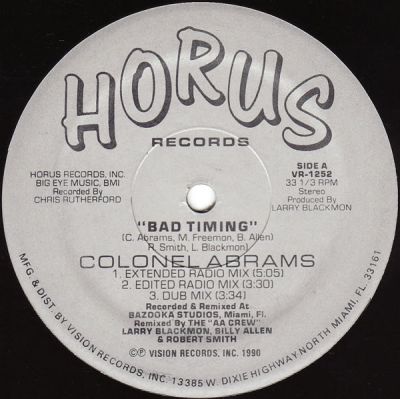 HORUS
RECORDS
HORUS RECORDS, INC.
BIG EYE MUSIC, BMI
Recorded By
CHRIS RUTHERFORD
SIDE A
VR-1252
33 1/3 RPM
Stereo
Produced By
LARRY BLACKMON
"BAD TIMING"
(C. Abrams, M. Freemon, B. Allen)
R. Smith, L. Blackmon)
COLONEL ABRAMS
1. EXTENDED RADIO MIX (5:05)
2. EDITED RADIO MIX (3:30)
3. DUB MIX (3:34)
Recorded & Remixed At
BAZOOKA STUDIOS, Miami, Fl.
Remixed By THE "AA CREW"
LARRY BLACKMON, SILLY ALLEN
& ROBERT SMITH
©℗ VISION RECORDS, INC. 1990
MFG & DIST. BY VISION RECORDS, INC. 13385 W. DIXIE HIGHWAY NORTH MIAMI, FL. 33161